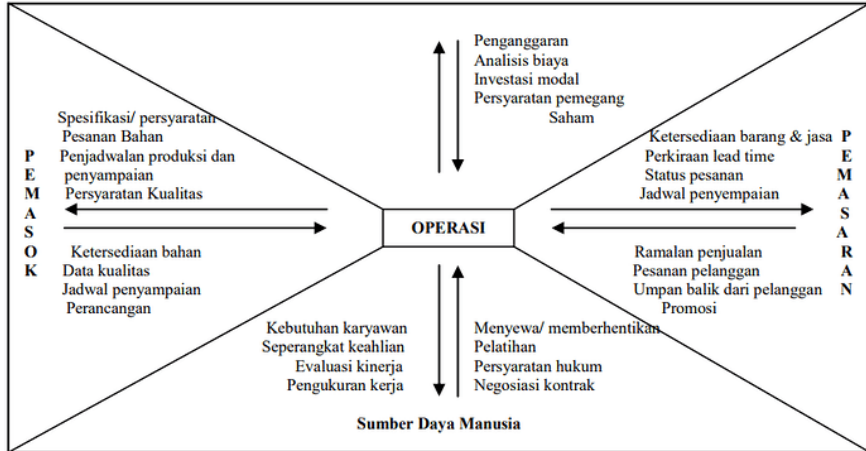 Penganggaran
Analisis biaya
Investasi modal
Persyaratan pemegang
Saham
Spesifikasi/ persyaratan
Pesanan Bahan
Penjadwalan produksi dan
penyampaian
Persyaratan Kualitas
PEMASOK
Ketersediaan bahan
Data kualitas
Jadwal penyampaian
Perancangan
OPERASI
Ketersediaan barang & jasa
Perkiraan lead time
Status pesanan
Jadwal penyempaian
PEMASARAN
Ramalan penjualan
Pesanan pelanggan
Umpan balik dari pelanggan
Promosi
Kebutuhan karyawan
Seperangkat keahlian
Evaluasi kinerja
Pengukuran kerja
Menyewa/ memberhentikan
Pelatihan
Persyaratan hukum
Negosiasi kontrak
Sumber Daya Manusia